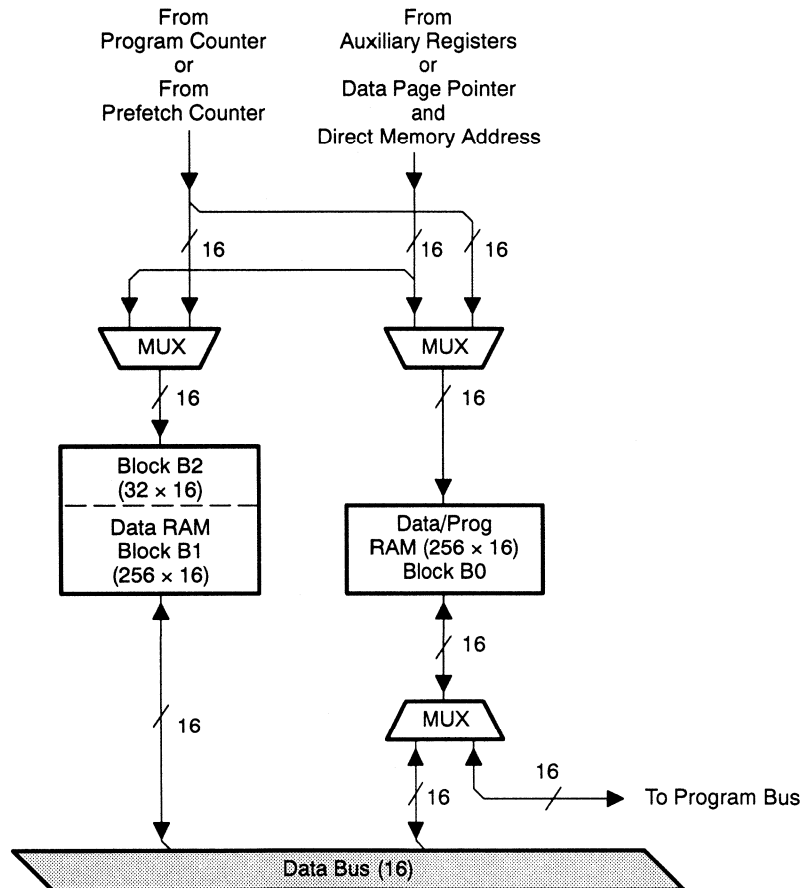 From
Program Counter
or
From
Prefetch Counter
From
Auxiliary Registers
or
Data Page Pointer
and
Direct Memory Address
16
16
16
MUX
MUX
16
16
Block B2
(32 × 16)
Data RAM
Block B1
(256 × 16)
Data/Prog
RAM (256 × 16)
Block B0
16
16
MUX
16
16
To Program Bus
Data Bus (16)